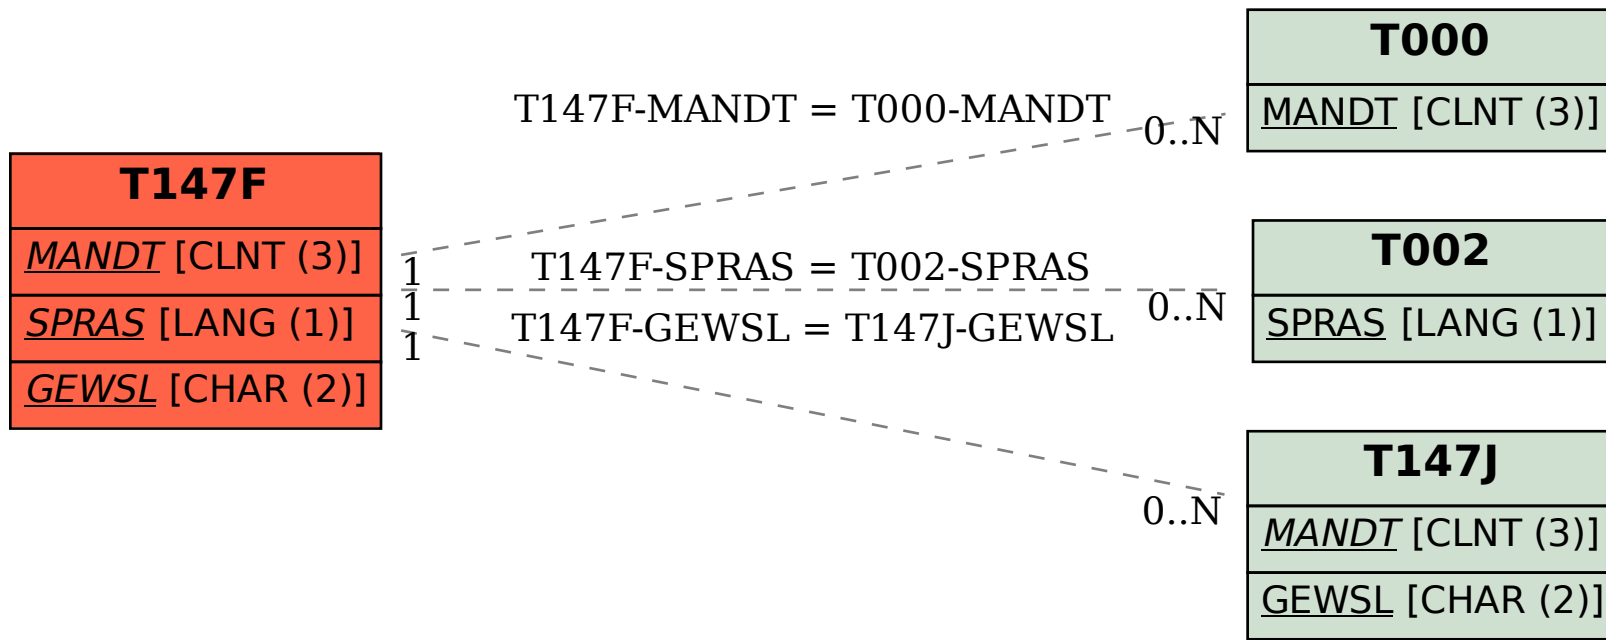 T147F
MANDT [CLNT (3)]
SPRAS [LANG (1)]
GEWSL [CHAR (2)]
T147F-MANDT = T000-MANDT
0..N
1
T147F-SPRAS = T002-SPRAS
0..N
1
T147F-GEWSL = T147J-GEWSL
0..N
1
T000
MANDT [CLNT (3)]
T002
SPRAS [LANG (1)]
T147J
MANDT [CLNT (3)]
GEWSL [CHAR (2)]